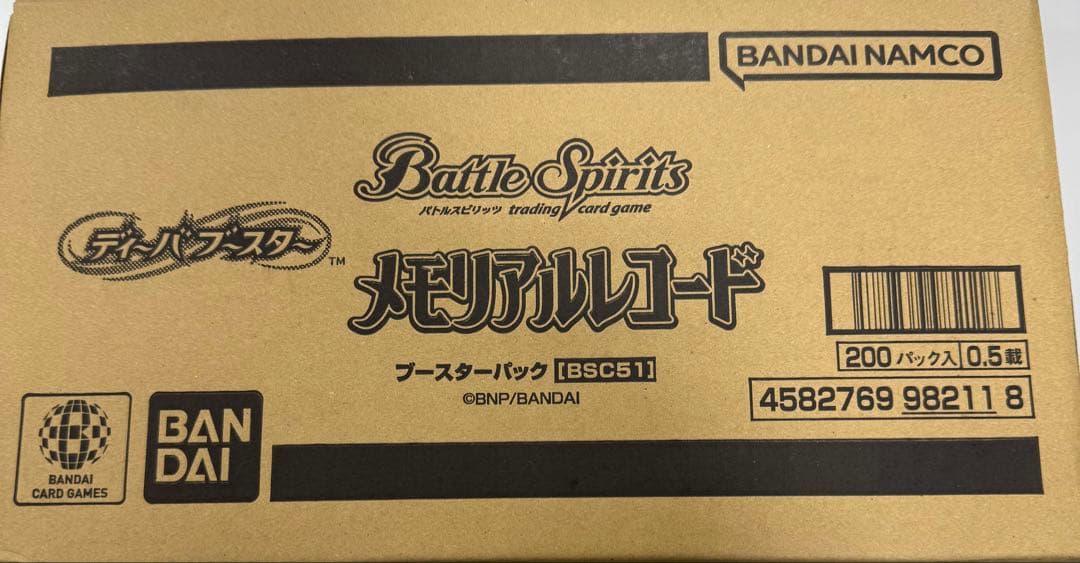 BANDAI NAMCO
Battle Spirits
バトルスピリッツ trading card game
ディーバブースター™
メモリアルレコード
200 パック入 0.5 載
ブースターパック [BSC51]
4582769 98211 8
©BNP/BANDAI
BANDAI
CARD GAMES
BAN
DAI